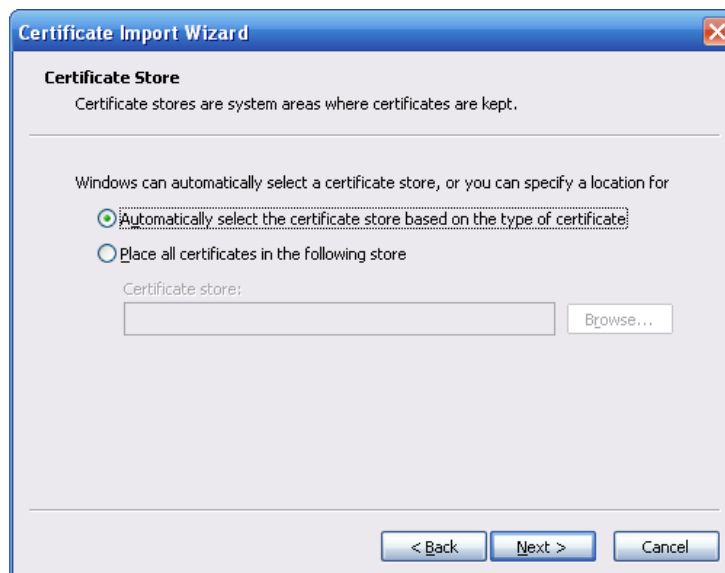 Certificate Import Wizard
Certificate Store
Certificate stores are system areas where certificates are kept.
Windows can automatically select a certificate store, or you can specify a location for
Automatically select the certificate store based on the type of certificate
Place all certificates in the following store
Certificate store:
Browse...
< Back Next > Cancel